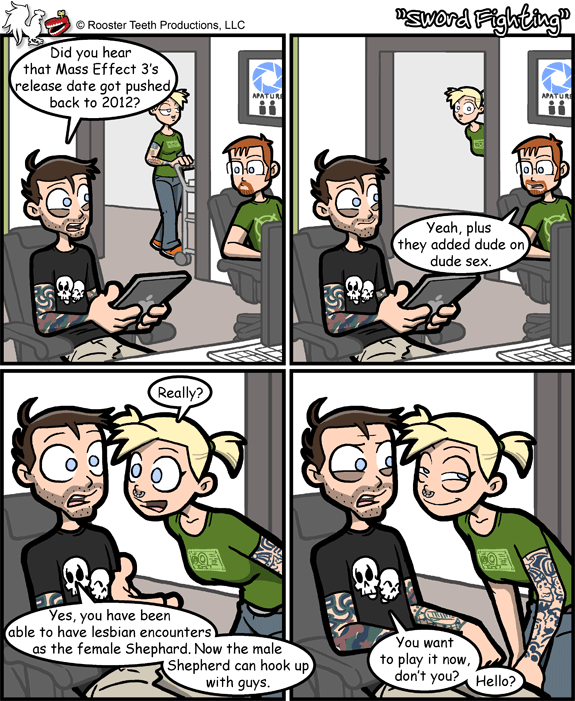 © Rooster Teeth Productions, LLC
"Sword Fighting"
Did you hear
that Mass Effect 3's
release date got pushed
back to 2012?
APATUR
APATURE
Yeah, plus
they added dude on
dude sex.
Really?
Yes, you have been
able to have lesbian encounters
as the female Shephard. Now the male
Shepherd can hook up
with guys.
You want
to play it now,
don't you?
Hello?